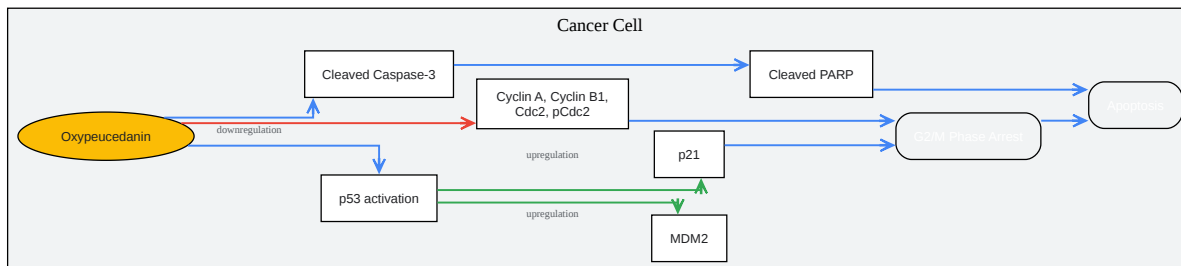 Cancer Cell
Cleaved Caspase-3
Cleaved PARP
Cyclin A, Cyclin B1,
Cdc2, pCdc2
Apoptosis
Oxypeucedanin
downregulation
G2/M Phase Arrest
upregulation
p21
p53 activation
upregulation
MDM2